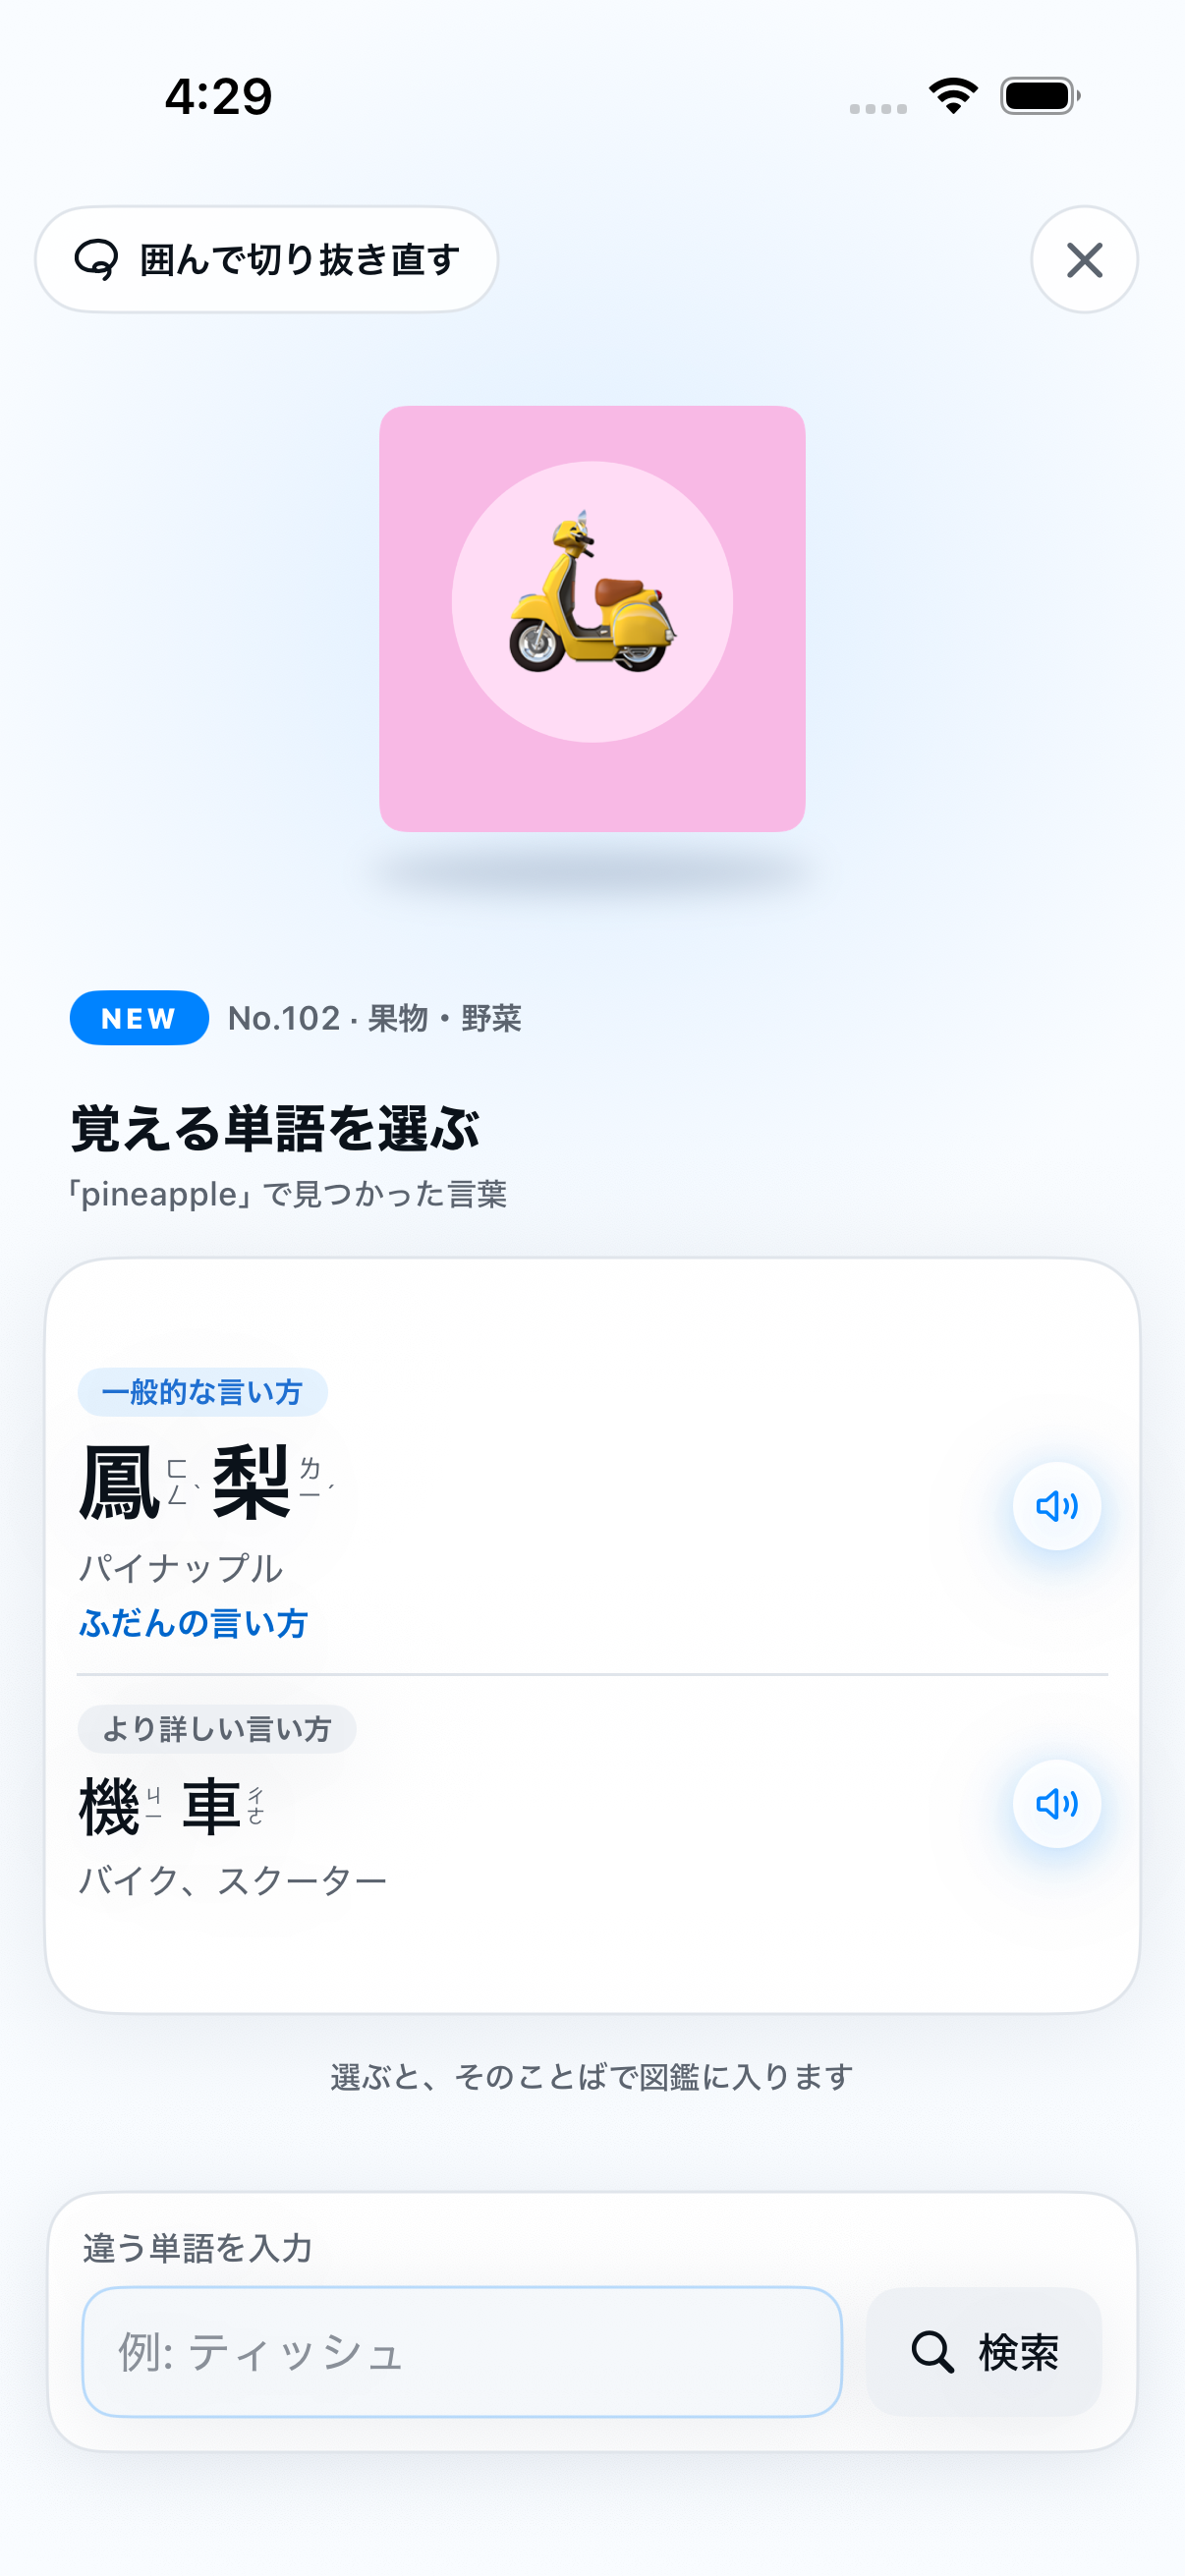 4:29
囲んで切り抜き直す
NEW No.102 · 果物・野菜
覚える単語を選ぶ
「pineapple」で見つかった言葉
一般的な言い方
鳳ㄈㄥˋ梨ㄌㄧˊ
パイナップル
ふだんの言い方
より詳しい言い方
機ㄐㄧ車ㄔㄜ
バイク、スクーター
選ぶと、そのことばで図鑑に入ります
違う単語を入力
例: ティッシュ
検索